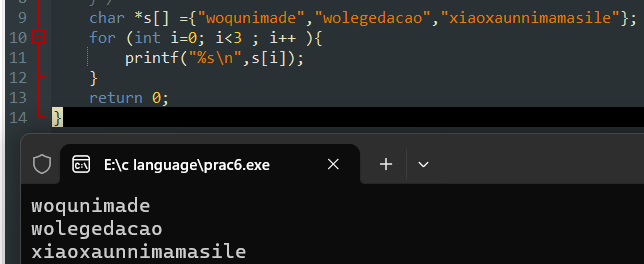 9 char *s[] ={"woqunimade","wolegedacao","xiaoxaunnimamasile"};
10 for (int i=0; i<3 ; i++ ){
11 printf("%s\n",s[i]);
12 }
13 return 0;
14 }
E:\c language\prac6.exe
woqunimade
wolegedacao
xiaoxaunnimamasile